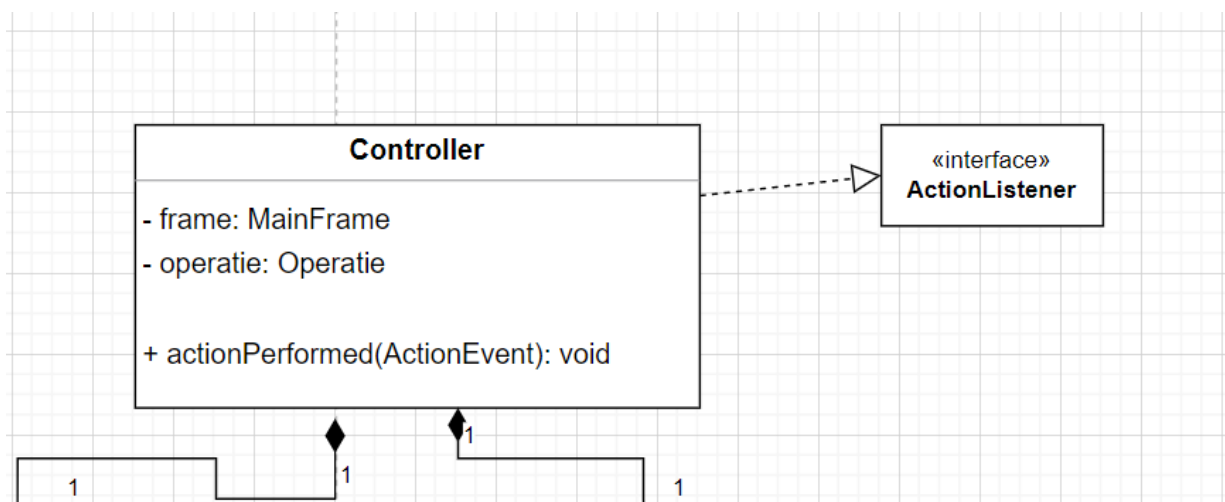 Controller
- frame: MainFrame
- operatie: Operatie
+ actionPerformed(ActionEvent): void
«interface»
ActionListener
1
1
1
1